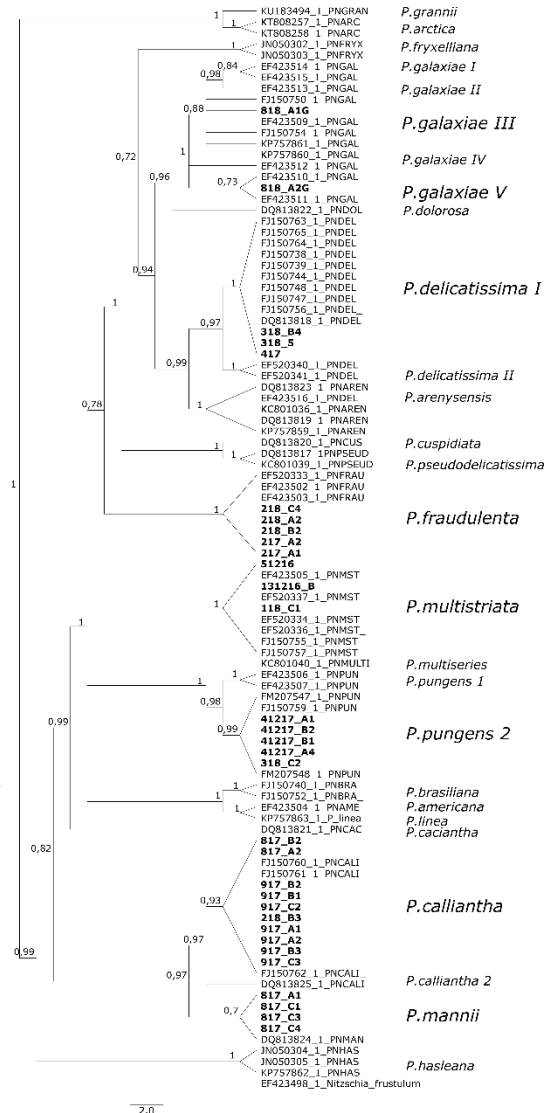 KU183494_1_PNGRAN P.grannii
1
KT808257_1_PNARC P.arctica
1
KT808258_1_PNARC
JN050302_1_PNFRYX P.fryxelliana
JN050303_1_PNFRYX
0,84 EF423514_1_PNGAL P.galaxiae I
EF423515_1_PNGAL
0,98
EF423513_1_PNGAL P.galaxiae II
FJ150750_1_PNGAL
0,88 818_A1G
EF423509_1_PNGAL P.galaxiae III
FJ150754_1_PNGAL
KP757861_1_PNGAL
0,72 1 KP757860_1_PNGAL P.galaxiae IV
EF423512_1_PNGAL
0,96 EF423510_1_PNGAL
0,73 818_A2G P.galaxiae V
EF423511_1_PNGAL
DQ813822_1_PNDOL P.dolorosa
FJ150763_1_PNDEL
FJ150765_1_PNDEL
FJ150764_1_PNDEL
FJ150738_1_PNDEL
0,94 FJ150739_1_PNDEL
FJ150744_1_PNDEL
1 FJ150748_1_PNDEL P.delicatissima I
FJ150747_1_PNDEL
1 FJ150756_1_PNDEL_
DQ813818_1_PNDEL
0,97 318_B4
318_5
417
0,99 EF520340_1_PNDEL
1 EF520341_1_PNDEL P.delicatissima II
DQ813823_1_PNAREN
EF423516_1_PNDEL P.arenysensis
0,78 1 KC801036_1_PNAREN
DQ813819_1_PNAREN
KP757859_1_PNAREN
1 DQ813820_1_PNCUS P.cuspidiata
DQ813817_1PNPSEUD
1 KC801039_1_PNPSEUD P.pseudodelicatissima
EF520333_1_PNFRAU
EF423502_1_PNFRAU
EF423503_1_PNFRAU
1 218_C4
218_A2 P.fraudulenta
218_B2
217_A2
217_A1
51216
EF423505_1_PNMST
131216_B
EF520337_1_PNMST
1 118_C1 P.multistriata
EF520334_1_PNMST
1 EF520336_1_PNMST_
FJ150755_1_PNMST
FJ150757_1_PNMST
KC801040_1_PNMULTI P.multiseries
1 EF423506_1_PNPUN
1 EF423507_1_PNPUN P.pungens 1
FM207547_1_PNPUN
0,98 FJ150759_1_PNPUN
41217_A1
0,99 41217_B2
0,99 41217_B1 P.pungens 2
41217_A4
318_C2
FM207548_1_PNPUN
FJ150740_1_PNBRA
1 FJ150752_1_PNBRA_ P.brasiliana
1 EF423504_1_PNAME P.americana
1 KP757863_1_P_linea P.linea
DQ813821_1_PNCAC P.caciantha
817_B2
0,82 817_A2
FJ150760_1_PNCALI
FJ150761_1_PNCALI
917_B2
0,93 917_B1
917_C2 P.calliantha
218_B3
917_A1
0,97 917_A2
917_B3
0,99 917_C3
FJ150762_1_PNCALI_
0,97 DQ813825_1_PNCALI P.calliantha 2
817_A1
0,7 817_C1
817_C3 P.mannii
817_C4
DQ813824_1_PNMAN
JN050304_1_PNHAS
1 JN050305_1_PNHAS P.hasleana
KP757862_1_PNHAS
EF423498_1_Nitzschia_frustulum
2.0